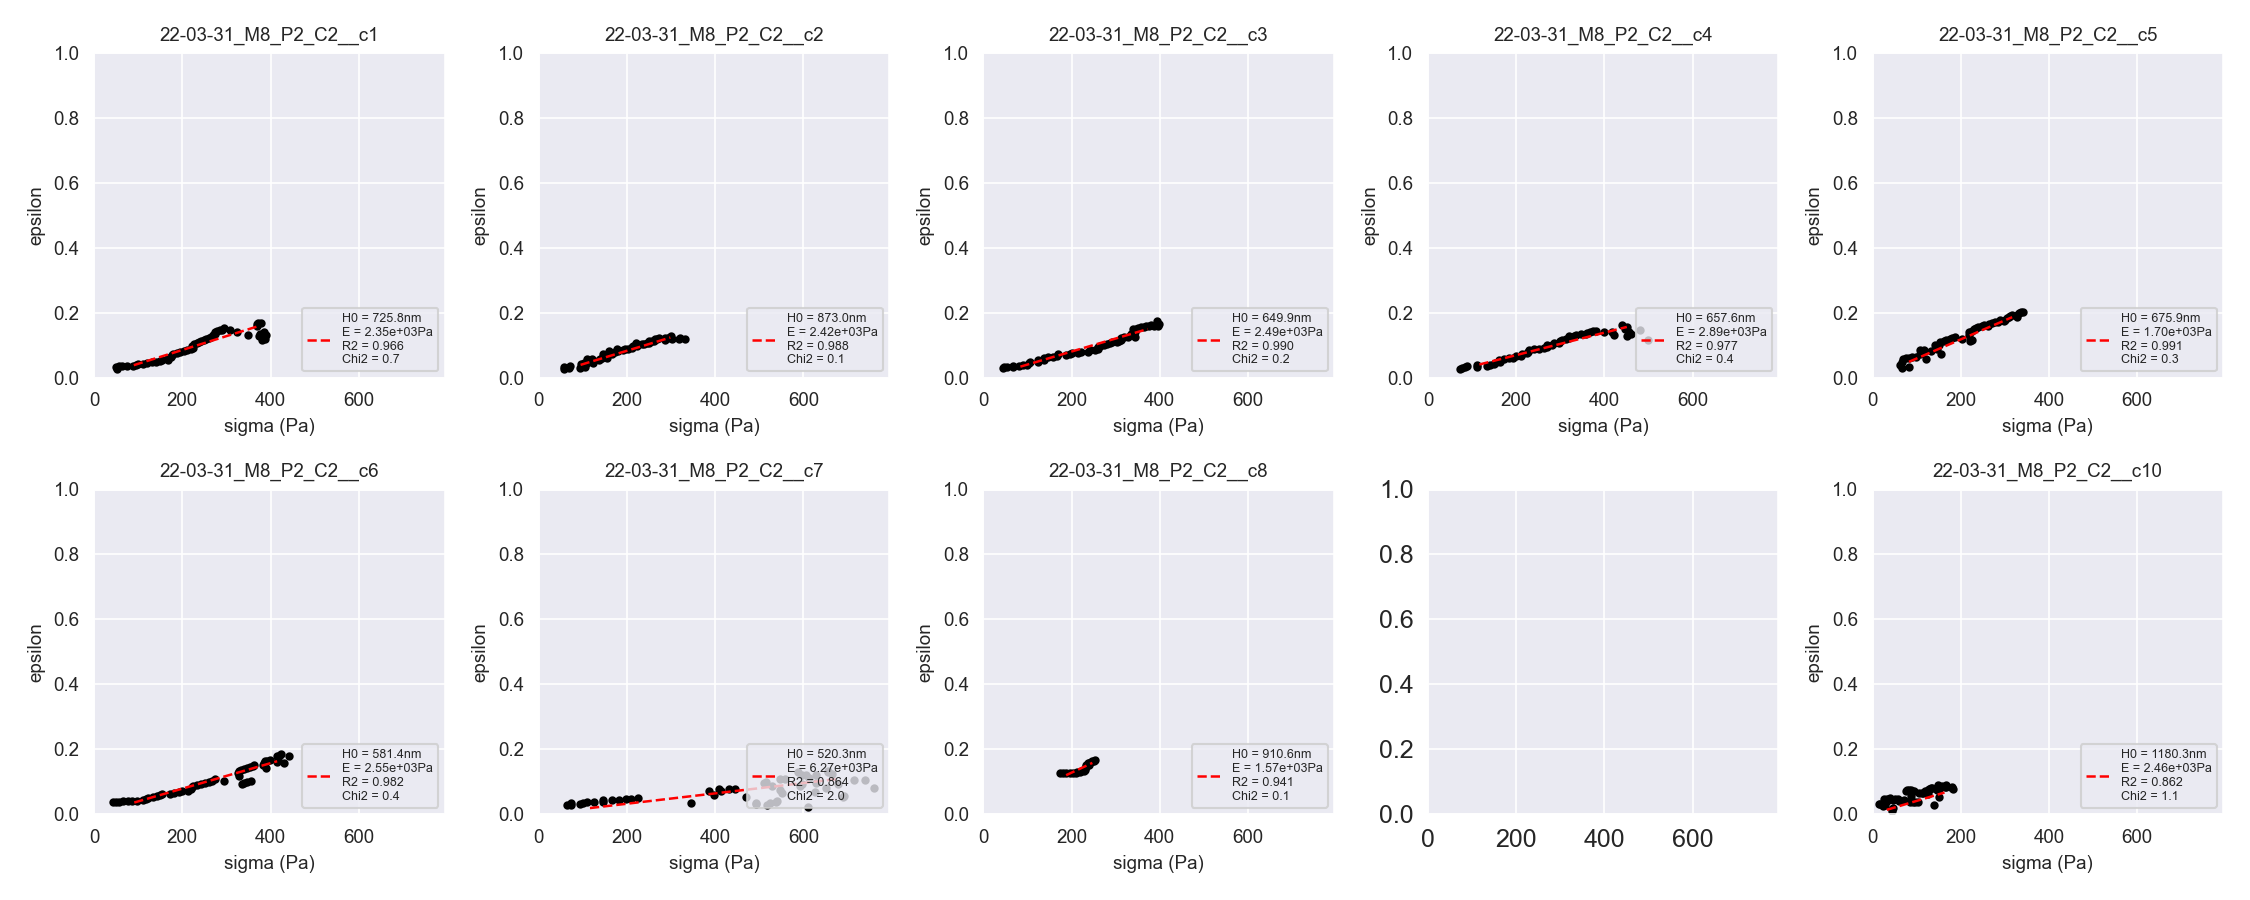 22-03-31_M8_P2_C2__c1
1.0
0.8
0.6
0.4
0.2
0.0
epsilon
0 200 400 600
sigma (Pa)
H0 = 725.8nm
E = 2.35e+03Pa
R2 = 0.966
Chi2 = 0.7
22-03-31_M8_P2_C2__c2
1.0
0.8
0.6
0.4
0.2
0.0
epsilon
0 200 400 600
sigma (Pa)
H0 = 873.0nm
E = 2.42e+03Pa
R2 = 0.988
Chi2 = 0.1
22-03-31_M8_P2_C2__c3
1.0
0.8
0.6
0.4
0.2
0.0
epsilon
0 200 400 600
sigma (Pa)
H0 = 649.9nm
E = 2.49e+03Pa
R2 = 0.990
Chi2 = 0.2
22-03-31_M8_P2_C2__c4
1.0
0.8
0.6
0.4
0.2
0.0
epsilon
0 200 400 600
sigma (Pa)
H0 = 657.6nm
E = 2.89e+03Pa
R2 = 0.977
Chi2 = 0.4
22-03-31_M8_P2_C2__c5
1.0
0.8
0.6
0.4
0.2
0.0
epsilon
0 200 400 600
sigma (Pa)
H0 = 675.9nm
E = 1.70e+03Pa
R2 = 0.991
Chi2 = 0.3
22-03-31_M8_P2_C2__c6
1.0
0.8
0.6
0.4
0.2
0.0
epsilon
0 200 400 600
sigma (Pa)
H0 = 581.4nm
E = 2.55e+03Pa
R2 = 0.982
Chi2 = 0.4
22-03-31_M8_P2_C2__c7
1.0
0.8
0.6
0.4
0.2
0.0
epsilon
0 200 400 600
sigma (Pa)
H0 = 520.3nm
E = 6.27e+03Pa
R2 = 0.864
Chi2 = 2.0
22-03-31_M8_P2_C2__c8
1.0
0.8
0.6
0.4
0.2
0.0
epsilon
0 200 400 600
sigma (Pa)
H0 = 910.6nm
E = 1.57e+03Pa
R2 = 0.941
Chi2 = 0.1
1.0
0.8
0.6
0.4
0.2
0.0
0 200 400 600
22-03-31_M8_P2_C2__c10
1.0
0.8
0.6
0.4
0.2
0.0
epsilon
0 200 400 600
sigma (Pa)
H0 = 1180.3nm
E = 2.46e+03Pa
R2 = 0.862
Chi2 = 1.1